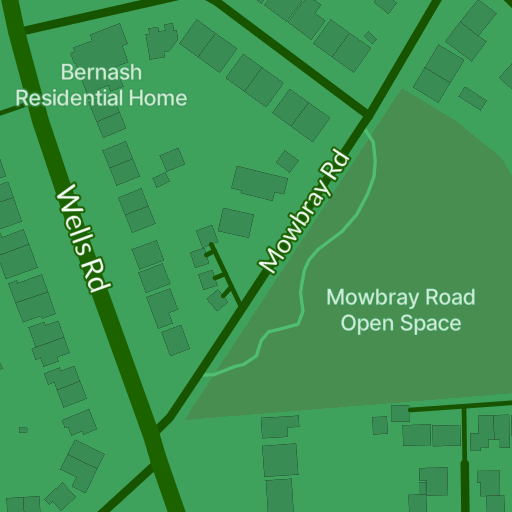 Bernash
Residential Home
Wells Rd
Mowbray Rd
Mowbray Road
Open Space